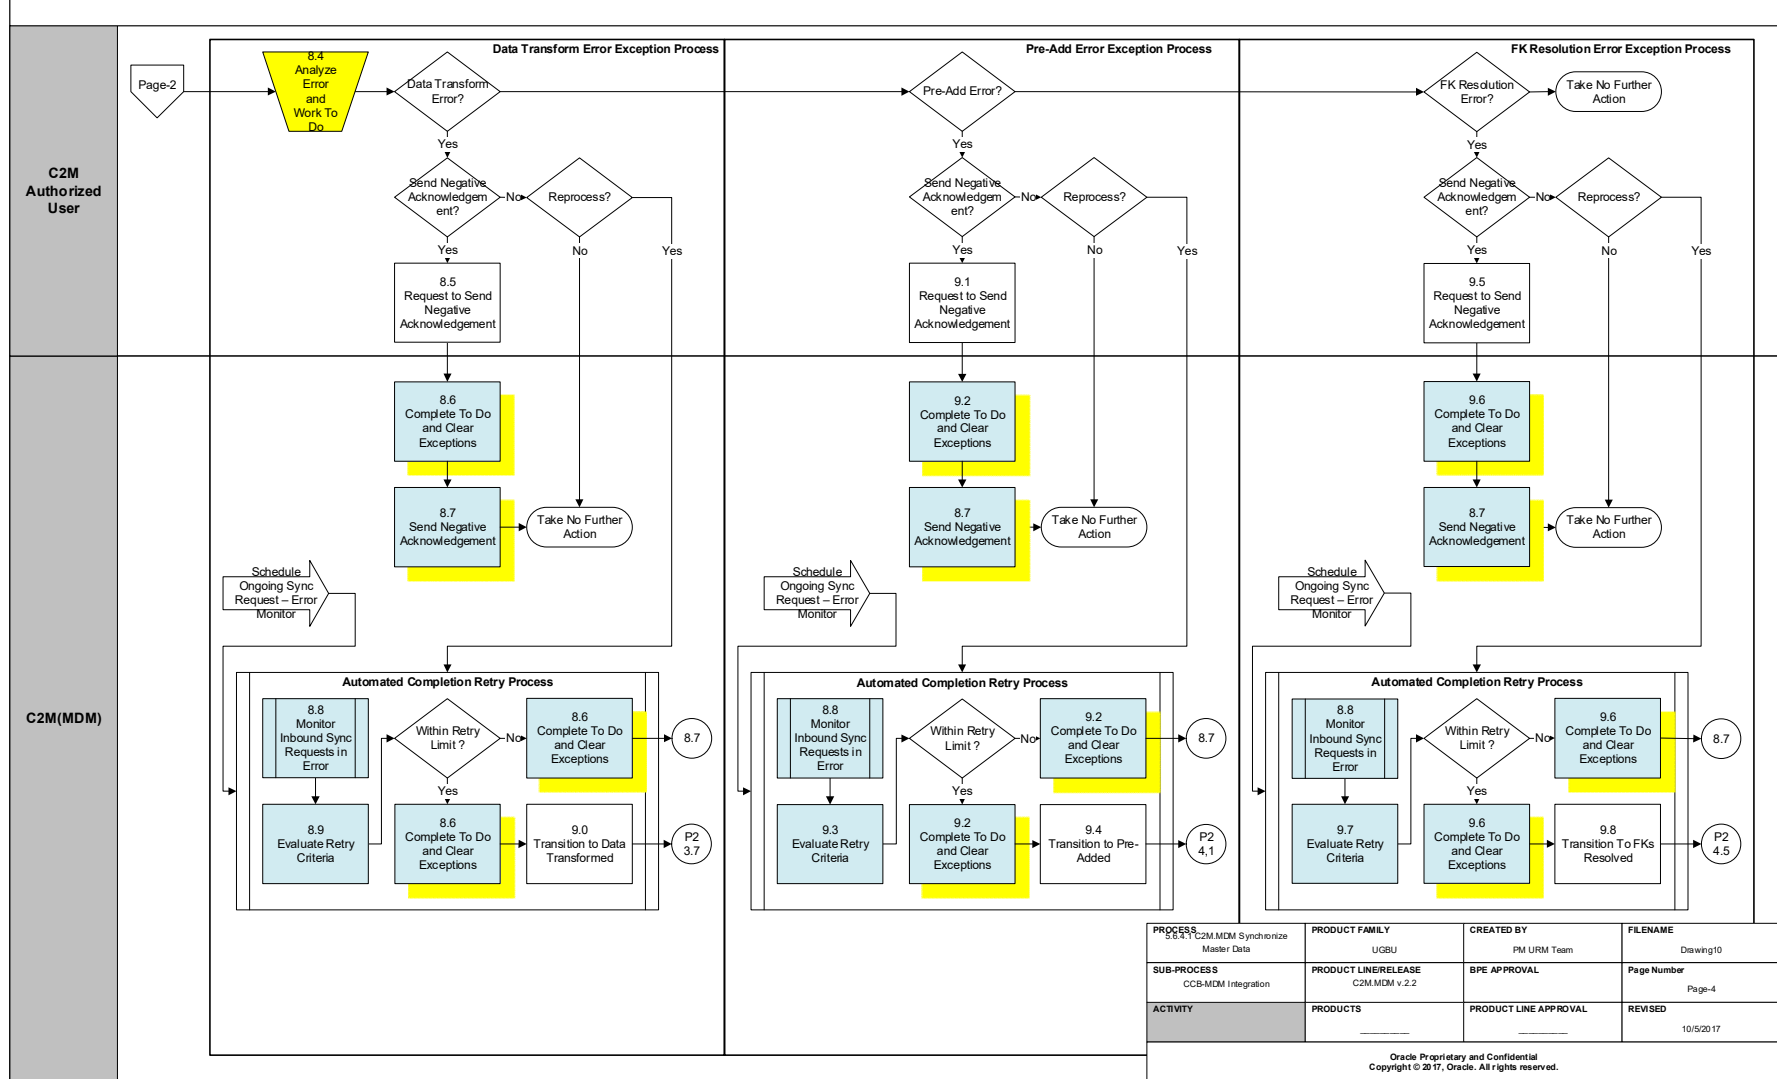 Data Transform Error Exception Process
Pre-Add Error Exception Process
FK Resolution Error Exception Process
C2M
Authorized
User
Page-2
8.4
Analyze
Error
and
Work To
Do
Data Transform
Error?
Pre-Add Error?
FK Resolution
Error?
Take No Further
Action
Yes
Yes
Yes
Send Negative
Acknowledgem
ent?
No
Reprocess?
Send Negative
Acknowledgem
ent?
No
Reprocess?
Send Negative
Acknowledgem
ent?
No
Reprocess?
Yes
No
Yes
Yes
No
Yes
Yes
No
Yes
8.5
Request to Send
Negative
Acknowledgement
9.1
Request to Send
Negative
Acknowledgement
9.5
Request to Send
Negative
Acknowledgement
C2M(MDM)
8.6
Complete To Do
and Clear
Exceptions
9.2
Complete To Do
and Clear
Exceptions
9.6
Complete To Do
and Clear
Exceptions
8.7
Send Negative
Acknowledgement
Take No Further
Action
8.7
Send Negative
Acknowledgement
Take No Further
Action
8.7
Send Negative
Acknowledgement
Take No Further
Action
Schedule
Ongoing Sync
Request – Error
Monitor
Schedule
Ongoing Sync
Request – Error
Monitor
Schedule
Ongoing Sync
Request – Error
Monitor
Automated Completion Retry Process
8.8
Monitor
Inbound Sync
Requests in
Error
Within Retry
Limit ?
No
8.6
Complete To Do
and Clear
Exceptions
8.7
Yes
8.9
Evaluate Retry
Criteria
8.6
Complete To Do
and Clear
Exceptions
9.0
Transition to Data
Transformed
P2
3.7
Automated Completion Retry Process
8.8
Monitor
Inbound Sync
Requests in
Error
Within Retry
Limit ?
No
9.2
Complete To Do
and Clear
Exceptions
8.7
Yes
9.3
Evaluate Retry
Criteria
9.2
Complete To Do
and Clear
Exceptions
9.4
Transition to Pre-
Added
P2
4,1
Automated Completion Retry Process
8.8
Monitor
Inbound Sync
Requests in
Error
Within Retry
Limit ?
No
9.6
Complete To Do
and Clear
Exceptions
8.7
Yes
9.7
Evaluate Retry
Criteria
9.6
Complete To Do
and Clear
Exceptions
9.8
Transition To FKs
Resolved
P2
4.5
PROCESS
5.6.4.1 C2M.MDM Synchronize
Master Data
PRODUCT FAMILY
UGBU
CREATED BY
PM URM Team
FILENAME
Drawing10
SUB-PROCESS
CCB-MDM Integration
PRODUCT LINE/RELEASE
C2M.MDM v.2.2
BPE APPROVAL
Page Number
Page-4
ACTIVITY
PRODUCTS
PRODUCT LINE APPROVAL
REVISED
10/5/2017
Oracle Proprietary and Confidential
Copyright © 2017, Oracle. All rights reserved.